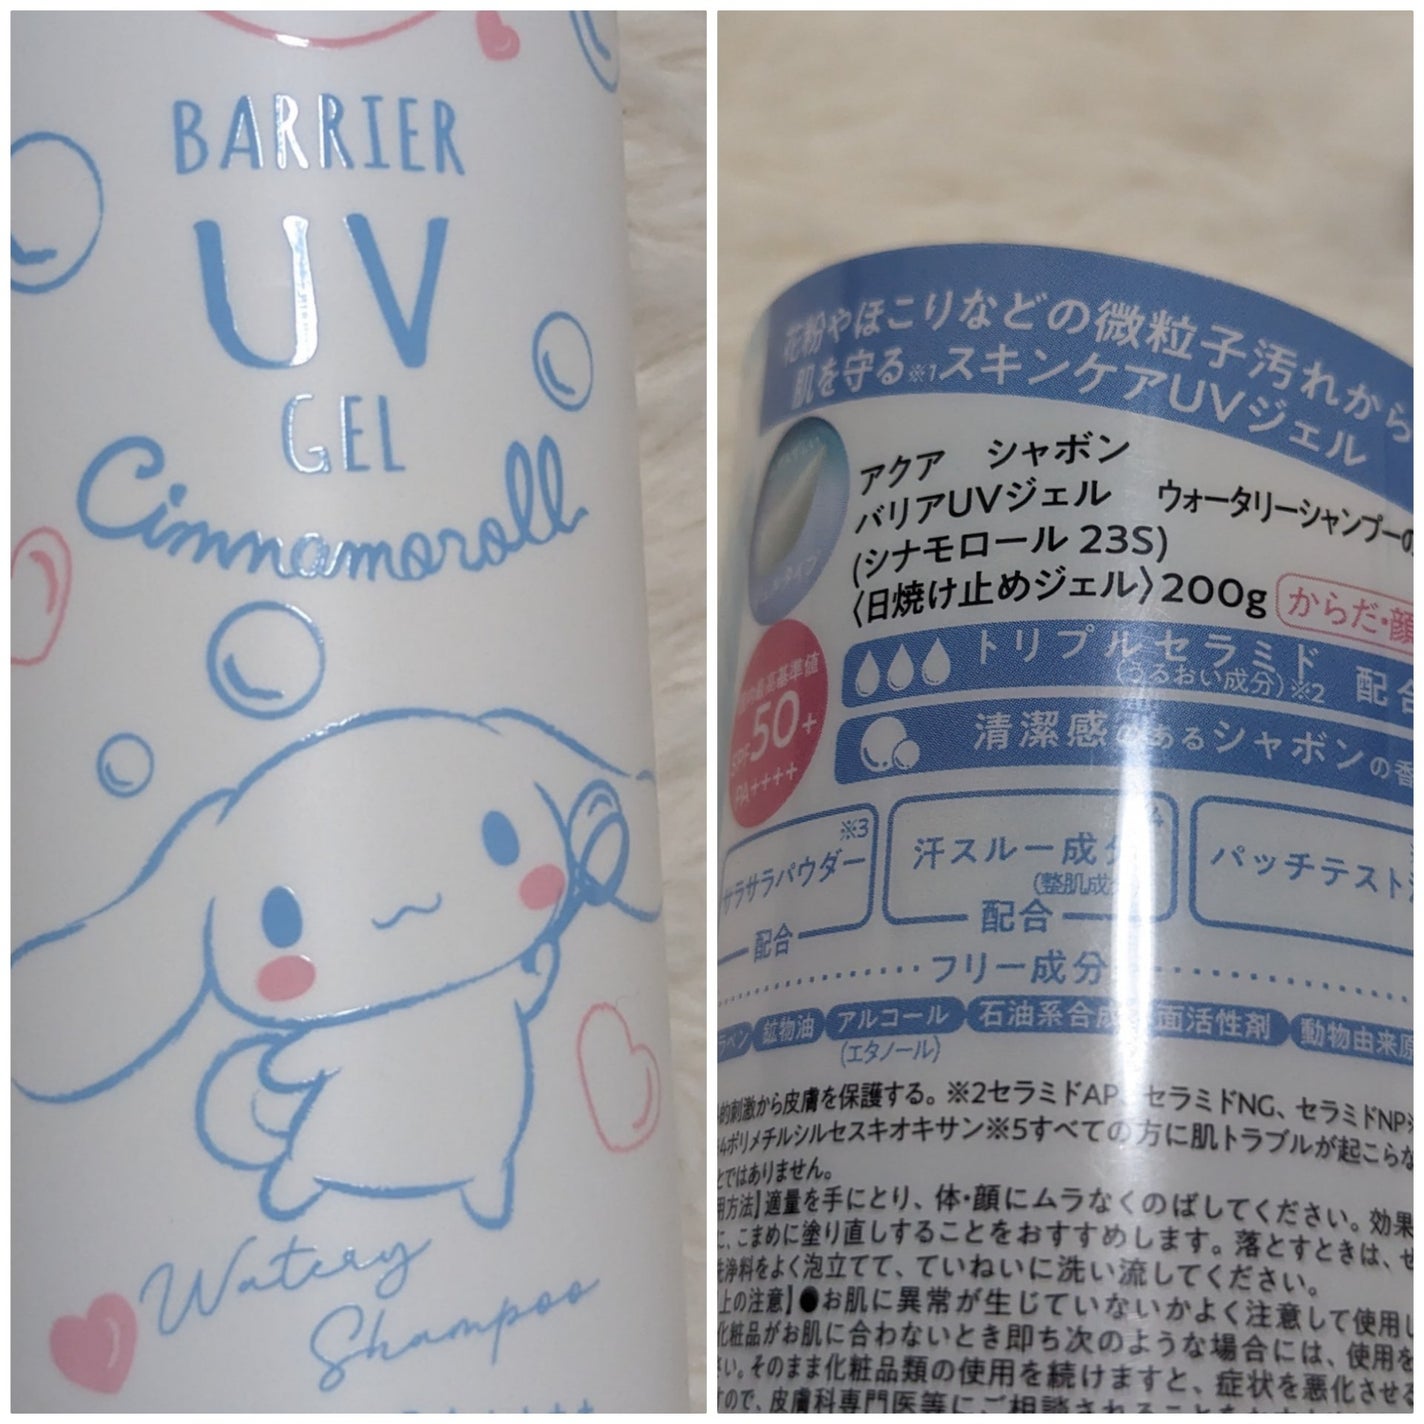 BARRIER
UV
GEL
Cinnamoroll
Watery
Shampoo
花粉やほこりなどの微粒子汚れから
肌を守る※1スキンケアUVジェル
アクア シャボン
バリアUVジェル ウォータリーシャンプーの
(シナモロール 23S)
〈日焼け止めジェル〉200g からだ・顔
最高基準値
SPF50+
PA++++
トリプルセラミド 配合
(うるおい成分)※2
清潔感のあるシャボンの香
サラサラパウダー ※3
配合
汗スルー成分
(整肌成分)
配合
パッチテスト
フリー成分
鉱物油 アルコール 石油系合成 面活性剤 動物由来原
(エタノール)
的刺激から皮膚を保護する。※2セラミドAP、セラミドNG、セラミドNP※
ポリメチルシルセスキオキサン※5すべての方に肌トラブルが起こらな
とではありません。
用方法】適量を手にとり、体・顔にムラなくのばしてください。効果
に、こまめに塗り直しすることをおすすめします。落とすときは、せ
洗浄料をよく泡立てて、ていねいに洗い流してください。
上の注意】●お肌に異常が生じていないかよく注意して使用し
化粧品がお肌に合わないとき即ち次のような場合には、使用を
さい。そのまま化粧品類の使用を続けますと、症状を悪化させる
すので、皮膚科専門医等にご相談されることをおすすめ